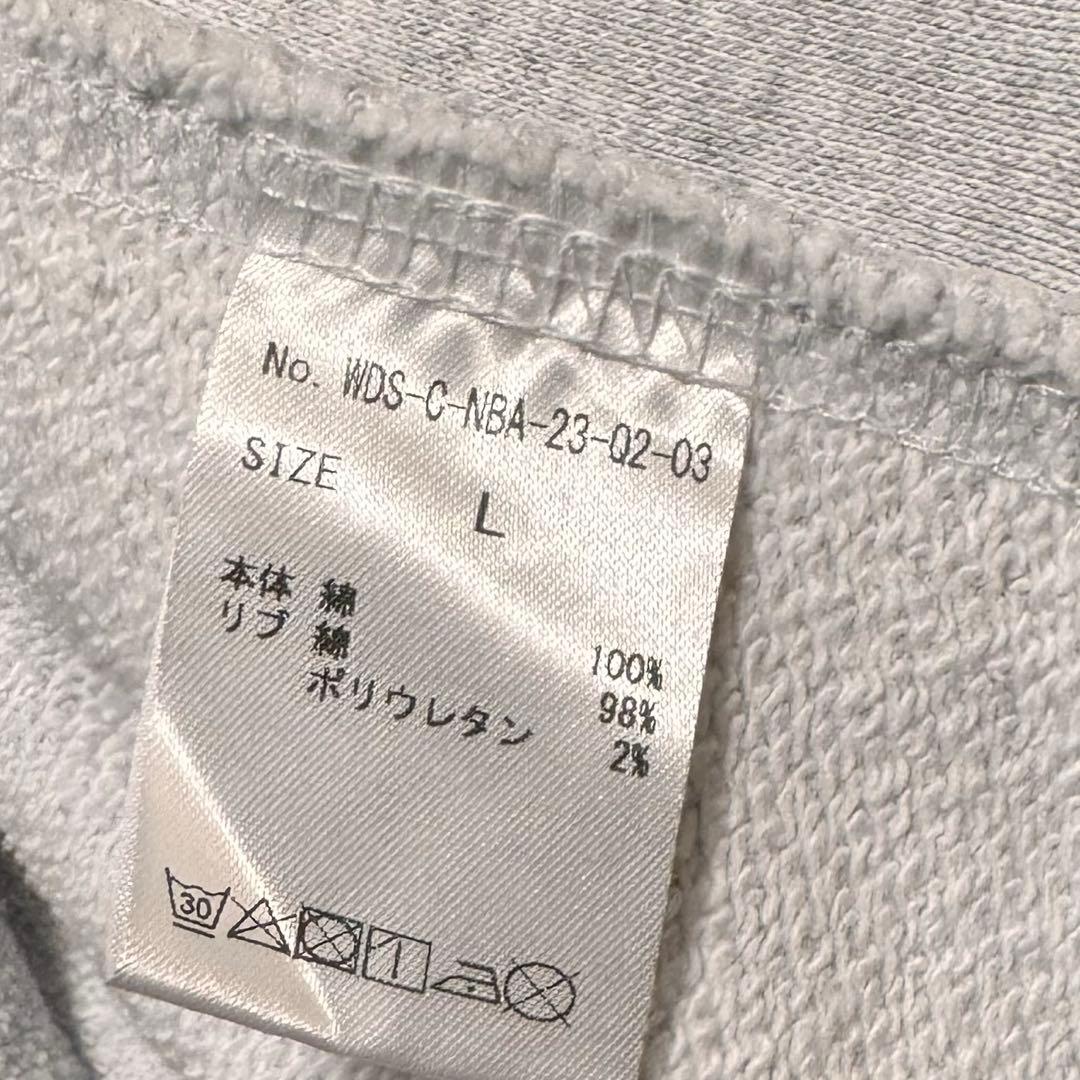 No. WDS-C-NBA-23-Q2-03
SIZE L
本体 綿 100%
リブ 綿 98%
ポリウレタン 2%
30